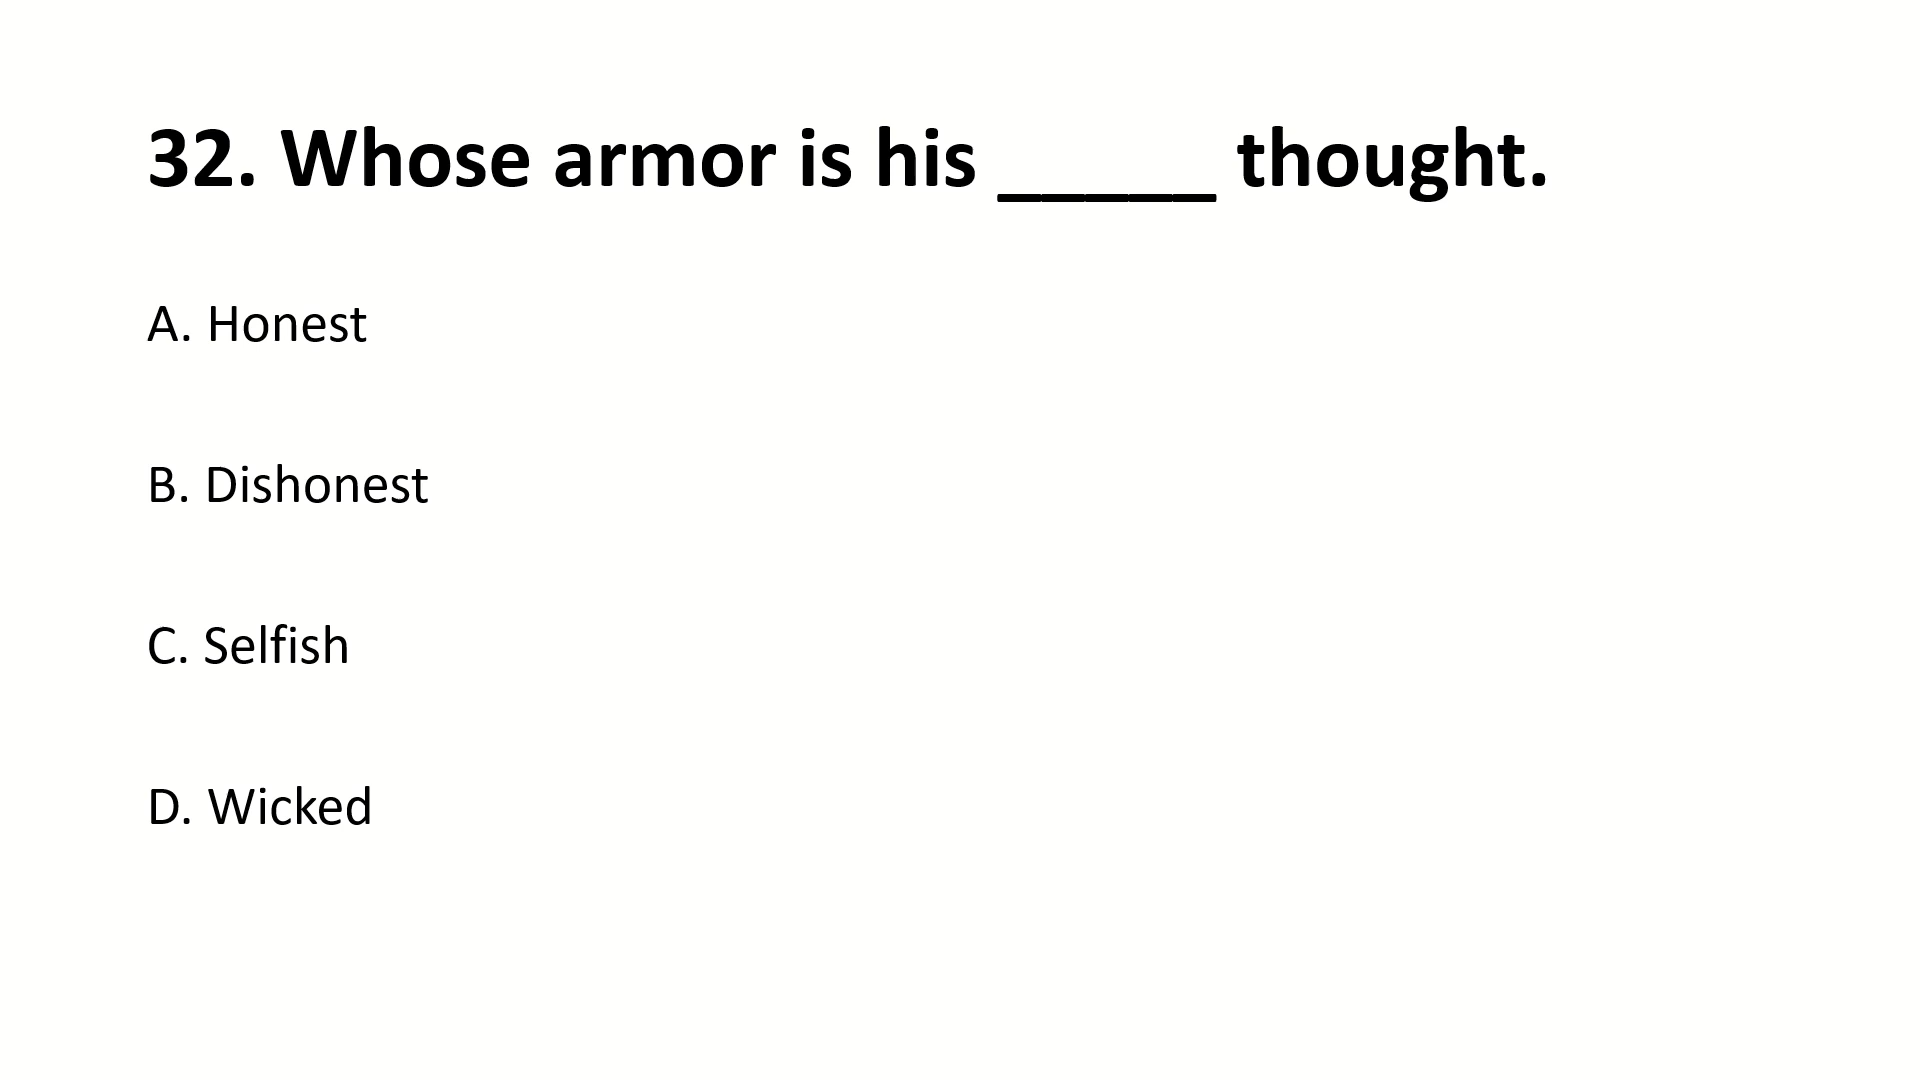 32. Whose armor is his _____ thought.
A. Honest
B. Dishonest
C. Selfish
D. Wicked